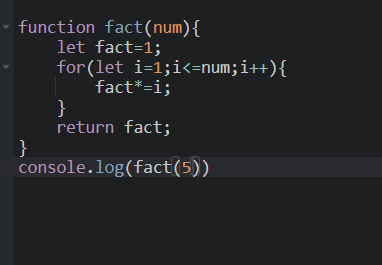 function fact(num){
    let fact=1;
    for(let i=1;i<=num;i++){
        fact*=i;
    }
    return fact;
}
console.log(fact(5))